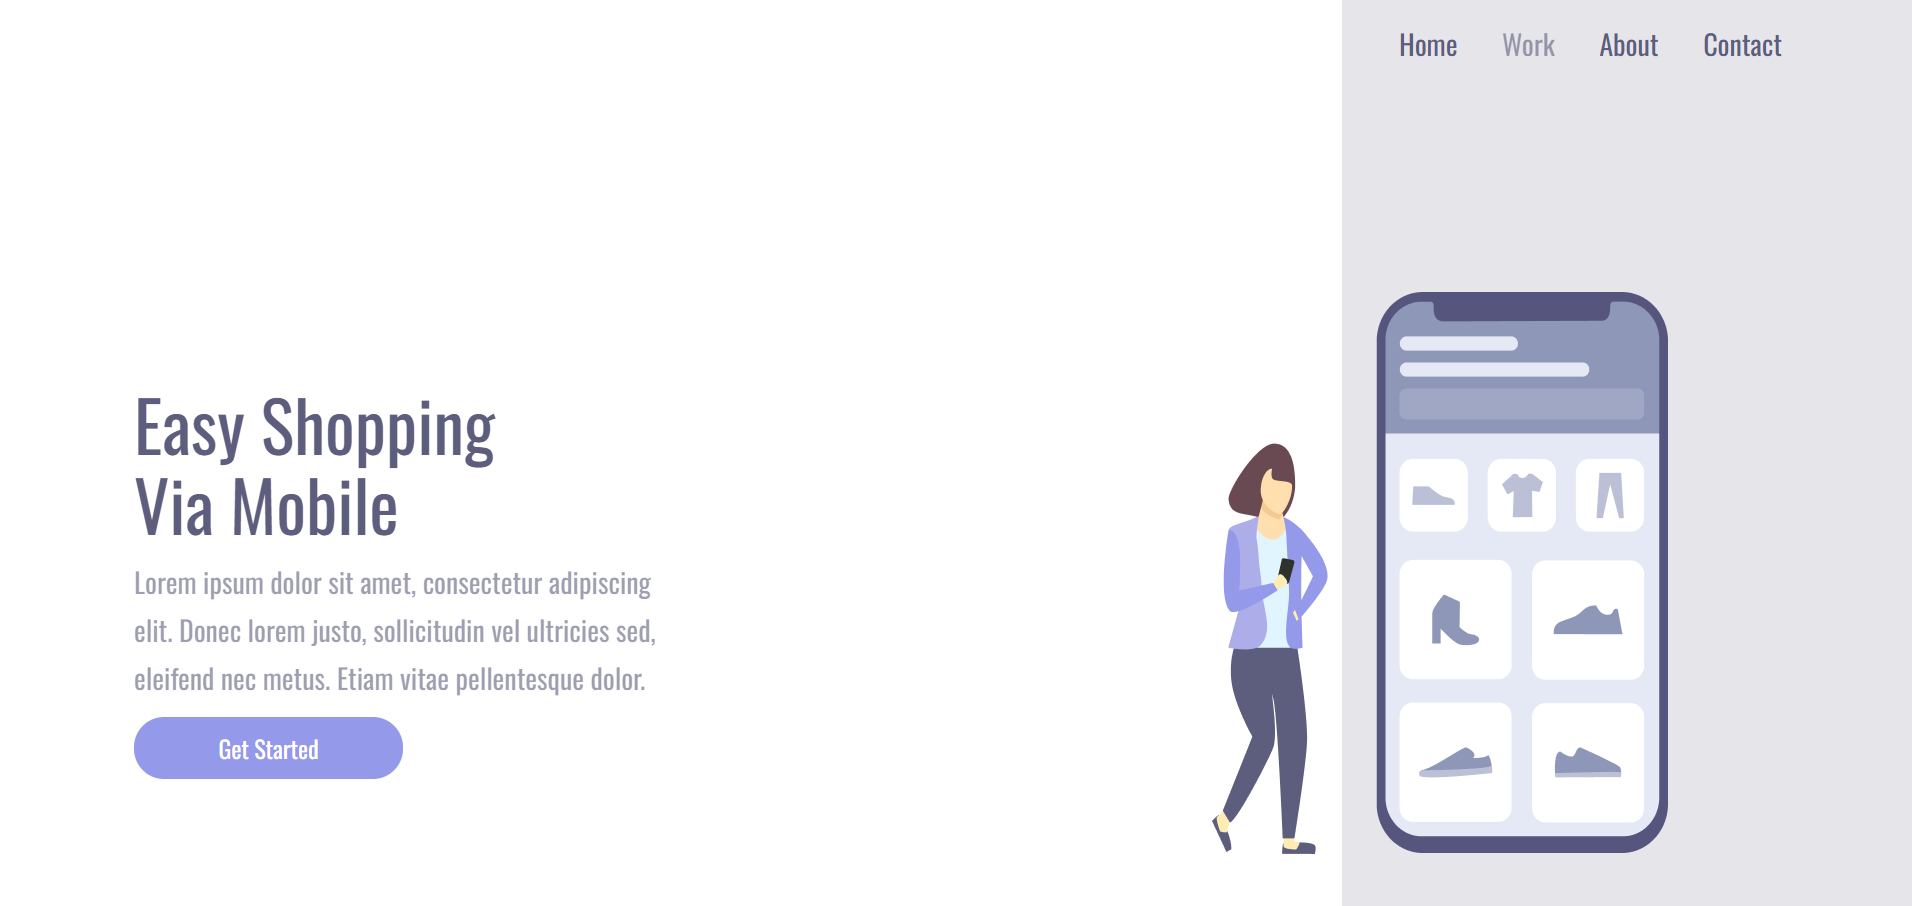 Home Work About Contact
Easy Shopping
Via Mobile
Lorem ipsum dolor sit amet, consectetur adipiscing
elit. Donec lorem justo, sollicitudin vel ultricies sed,
eleifend nec metus. Etiam vitae pellentesque dolor.
Get Started